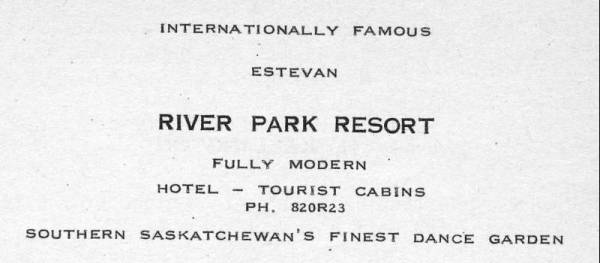 INTERNATIONALLY FAMOUS
ESTEVAN
RIVER PARK RESORT
FULLY MODERN
HOTEL – TOURIST CABINS
PH. 820R23
SOUTHERN SASKATCHEWAN'S FINEST DANCE GARDEN